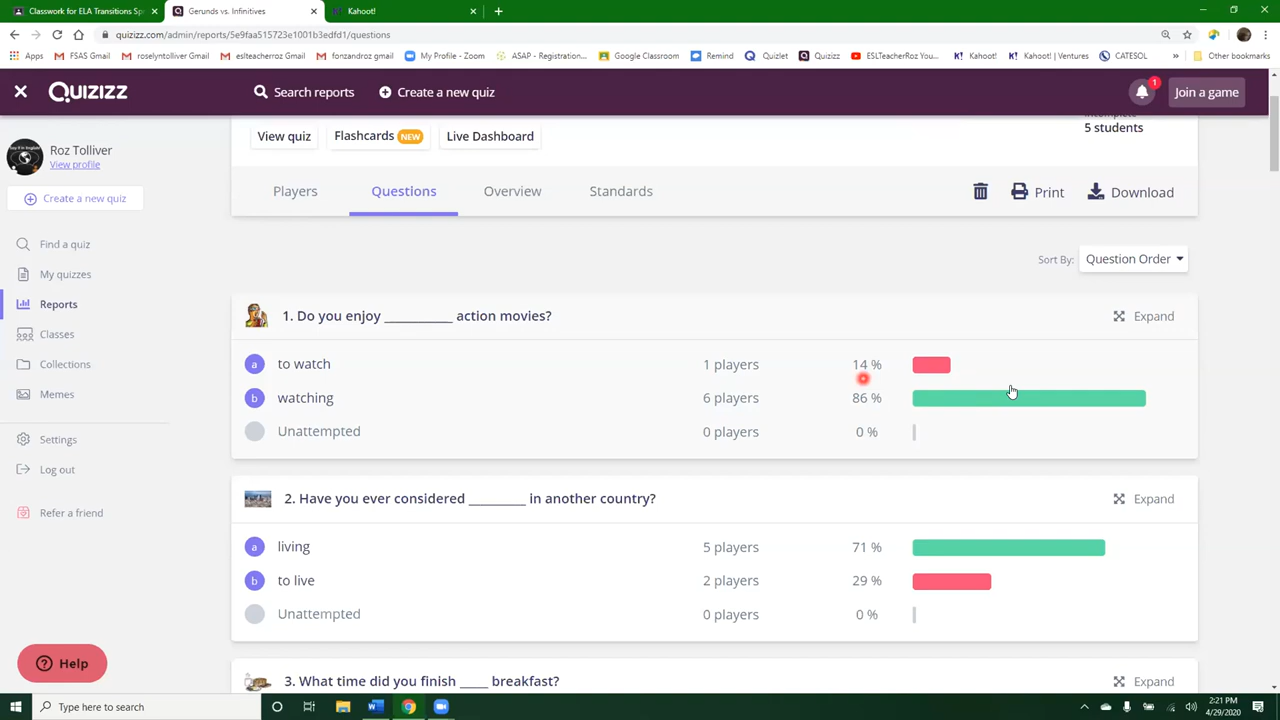 Classwork for ELA Transitions Sp
Gerunds vs. Infinitives
Kahoot!
quizizz.com/admin/reports/5e9faa515723e1001b3edfd1/questions
Apps
FSAS Gmail
roselyntolliver Gmail
eslteacherroz Gmail
fonzandroz gmail
My Profile - Zoom
ASAP - Registration...
Google Classroom
Remind
Quizlet
Quizizz
ESLTeacherRoz You...
Kahoot!
Kahoot! | Ventures
CATESOL
»
Other bookmarks
Quizizz
Search reports
Create a new quiz
1
Join a game
Roz Tolliver
View profile
Create a new quiz
Find a quiz
My quizzes
Reports
Classes
Collections
Memes
Settings
Log out
Refer a friend
Help
View quiz
Flashcards NEW
Live Dashboard
Incomplete
5 students
Players
Questions
Overview
Standards
Print
Download
Sort By: Question Order
1. Do you enjoy ___________ action movies?
Expand
a to watch 1 players 14 %
b watching 6 players 86 %
Unattempted 0 players 0 %
2. Have you ever considered _________ in another country?
Expand
a living 5 players 71 %
b to live 2 players 29 %
Unattempted 0 players 0 %
3. What time did you finish _____ breakfast?
Expand
Type here to search
2:21 PM
4/29/2020